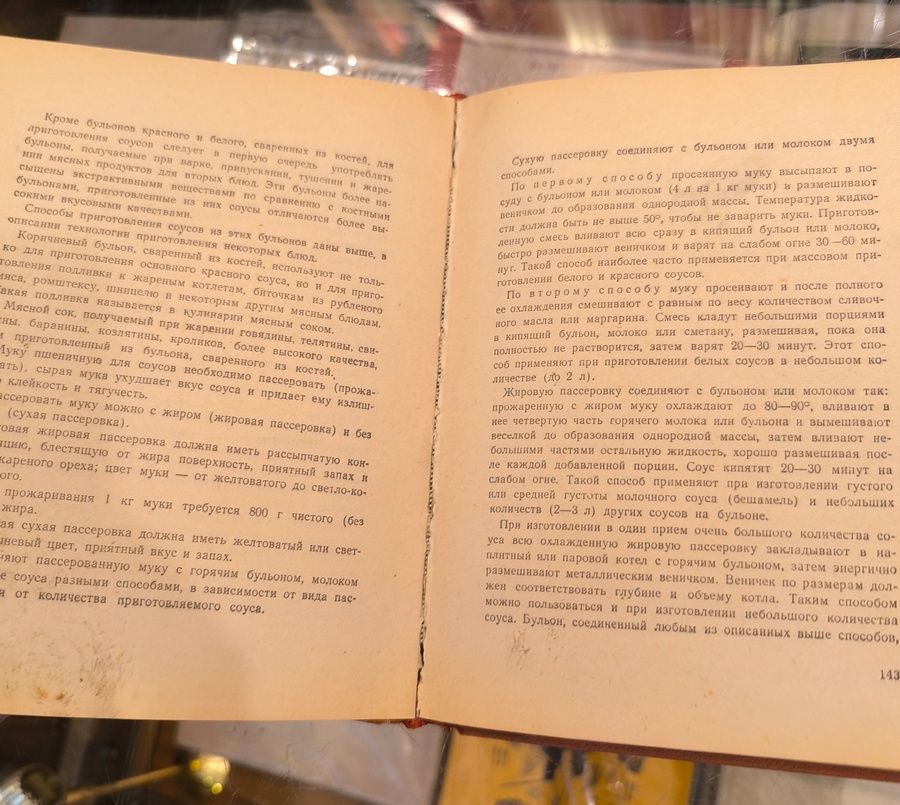 Кроме бульонов красного и белого, сваренных из костей, для
приготовления соусов следует в первую очередь употреблять
бульоны, получаемые при варке, припускании, тушении и жаре-
нии мясных продуктов для вторых блюд. Эти бульоны более на-
сыщены экстрактивными веществами по сравнению с костными
бульонами, приготовленные из них соусы отличаются более вы-
сокими вкусовыми качествами.
Способы приготовления соусов из этих бульонов даны выше, в
описании технологии приготовления некоторых блюд.
Коричневый бульон, сваренный из костей, используют не толь-
ко для приготовления основного красного соуса, но и для приго-
товления подливки к жареным котлетам, биточкам из рубленого
мяса, ромштексу, шницелю и некоторым другим мясным блюдам.
Такая подливка называется в кулинарии мясным соком.
Мясной сок, получаемый при жарении говядины, телятины, сви-
ны, баранины, козлятины, кроликов, более высокого качества,
приготовленный из бульона, сваренного из костей.
Муку пшеничную для соусов необходимо пассеровать (прожа-
ать), сырая мука ухудшает вкус соуса и придает ему излиш-
клейкость и тягучесть.
ассеровать муку можно с жиром (жировая пассеровка) и без
(сухая пассеровка).
овая жировая пассеровка должна иметь рассыпчатую кон-
нцию, блестящую от жира поверхность, приятный запах и
кареного ореха; цвет муки — от желтоватого до светло-ко-
ого.
прожаривания 1 кг муки требуется 800 г чистого (без
жира.
ая сухая пассеровка должна иметь желтоватый или свет-
шневый цвет, приятный вкус и запах.
няют пассерованную муку с горячим бульоном, молоком
е соуса разными способами, в зависимости от вида пас-
и от количества приготовляемого соуса.
Сухую пассеровку соединяют с бульоном или молоком двумя
способами.
По первому способу просеянную муку высыпают в по-
суду с бульоном или молоком (4 л на 1 кг муки) и размешивают
веничком до образования однородной массы. Температура жидко-
сти должна быть не выше 50°, чтобы не заварить муки. Приготов-
ленную смесь вливают всю сразу в кипящий бульон или молоко,
быстро размешивают веничком и варят на слабом огне 30—60 ми-
нут. Такой способ наиболее часто применяется при массовом при-
готовлении белого и красного соусов.
По второму способу муку просеивают и после полного
ее охлаждения смешивают с равным по весу количеством сливоч-
ного масла или маргарина. Смесь кладут небольшими порциями
в кипящий бульон, молоко или сметану, размешивая, пока она
полностью не растворится, затем варят 20—30 минут. Этот спо-
соб применяют при приготовлении белых соусов в небольшом ко-
личестве (до 2 л).
Жировую пассеровку соединяют с бульоном или молоком так:
прожаренную с жиром муку охлаждают до 80—90°, вливают в
нее четвертую часть горячего молока или бульона и вымешивают
веселкой до образования однородной массы, затем вливают не-
большими частями остальную жидкость, хорошо размешивая пос-
ле каждой добавленной порции. Соус кипятят 20—30 минут на
слабом огне. Такой способ применяют при изготовлении густого
или средней густоты молочного соуса (бешамель) и небольших
количеств (2—3 л) других соусов на бульоне.
При изготовлении в один прием очень большого количества со-
уса всю охлажденную жировую пассеровку закладывают в на-
плитный или паровой котел с горячим бульоном, затем энергично
размешивают металлическим веничком. Веничек по размерам дол-
жен соответствовать глубине и объему котла. Таким способом
можно пользоваться и при изготовлении небольшого количества
соуса. Бульон, соединенный любым из описанных выше способов,
143